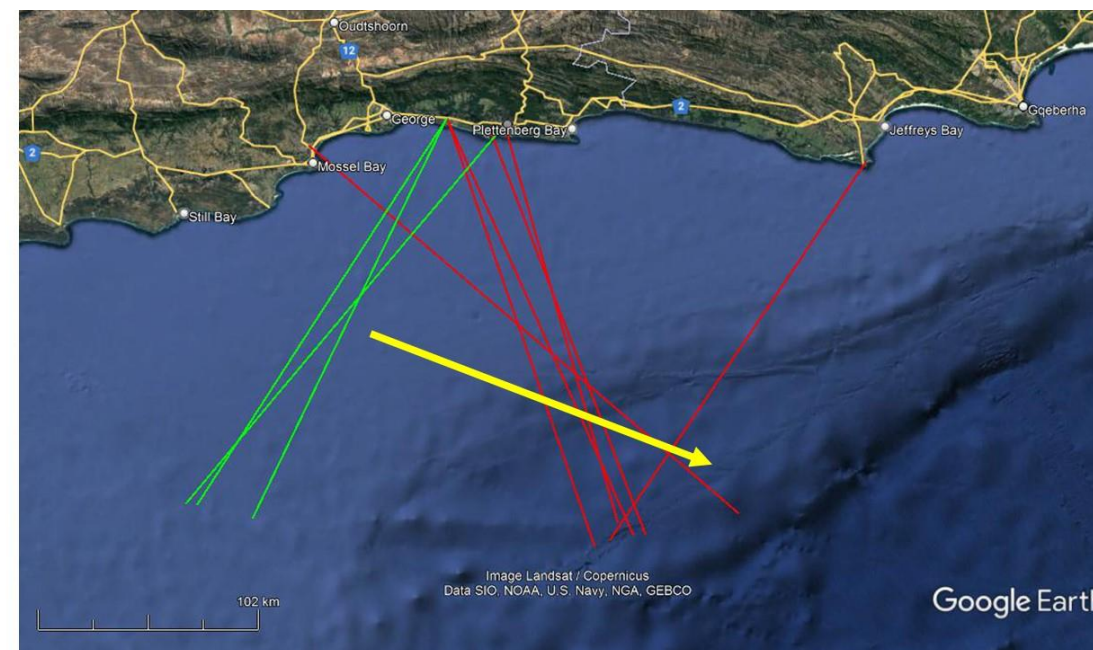 Oudtshoorn
12
George
2
Gqeberha
Plettenberg Bay
Jeffreys Bay
2
Mossel Bay
Still Bay
Image Landsat / Copernicus
Data SIO, NOAA, U.S. Navy, NGA, GEBCO
102 km
Google Earth